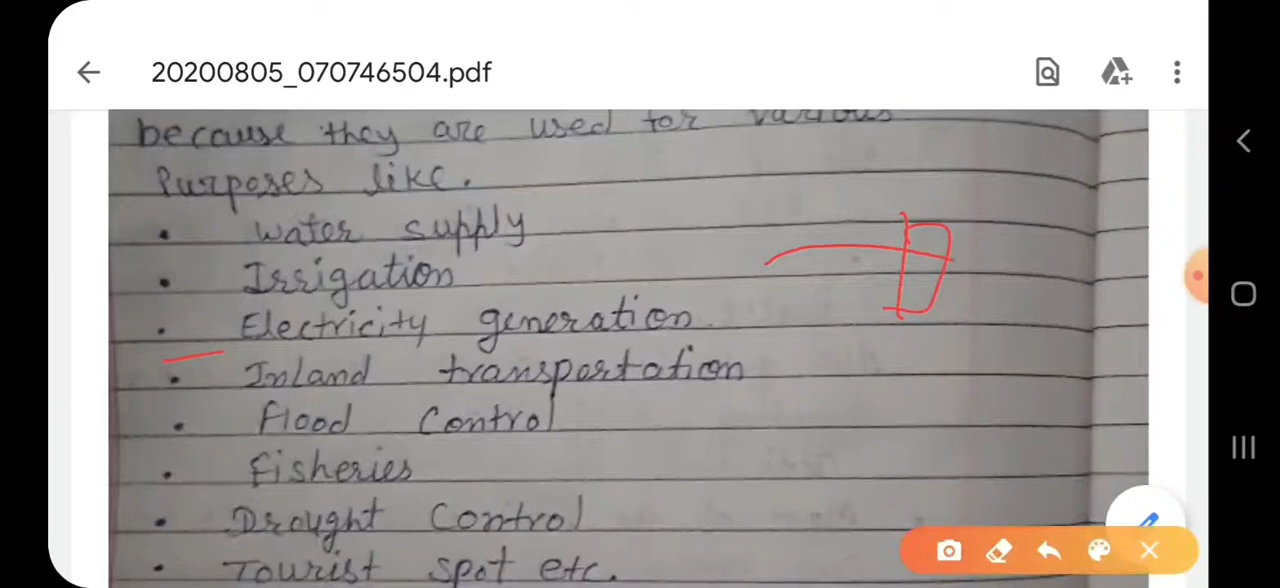 20200805_070746504.pdf
because they are used for various
Purposes like.
• water supply
• Irrigation
• Electricity generation.
• Inland transportation
• Flood Control
• Fisheries
• Drought Control
• Tourist spot etc.